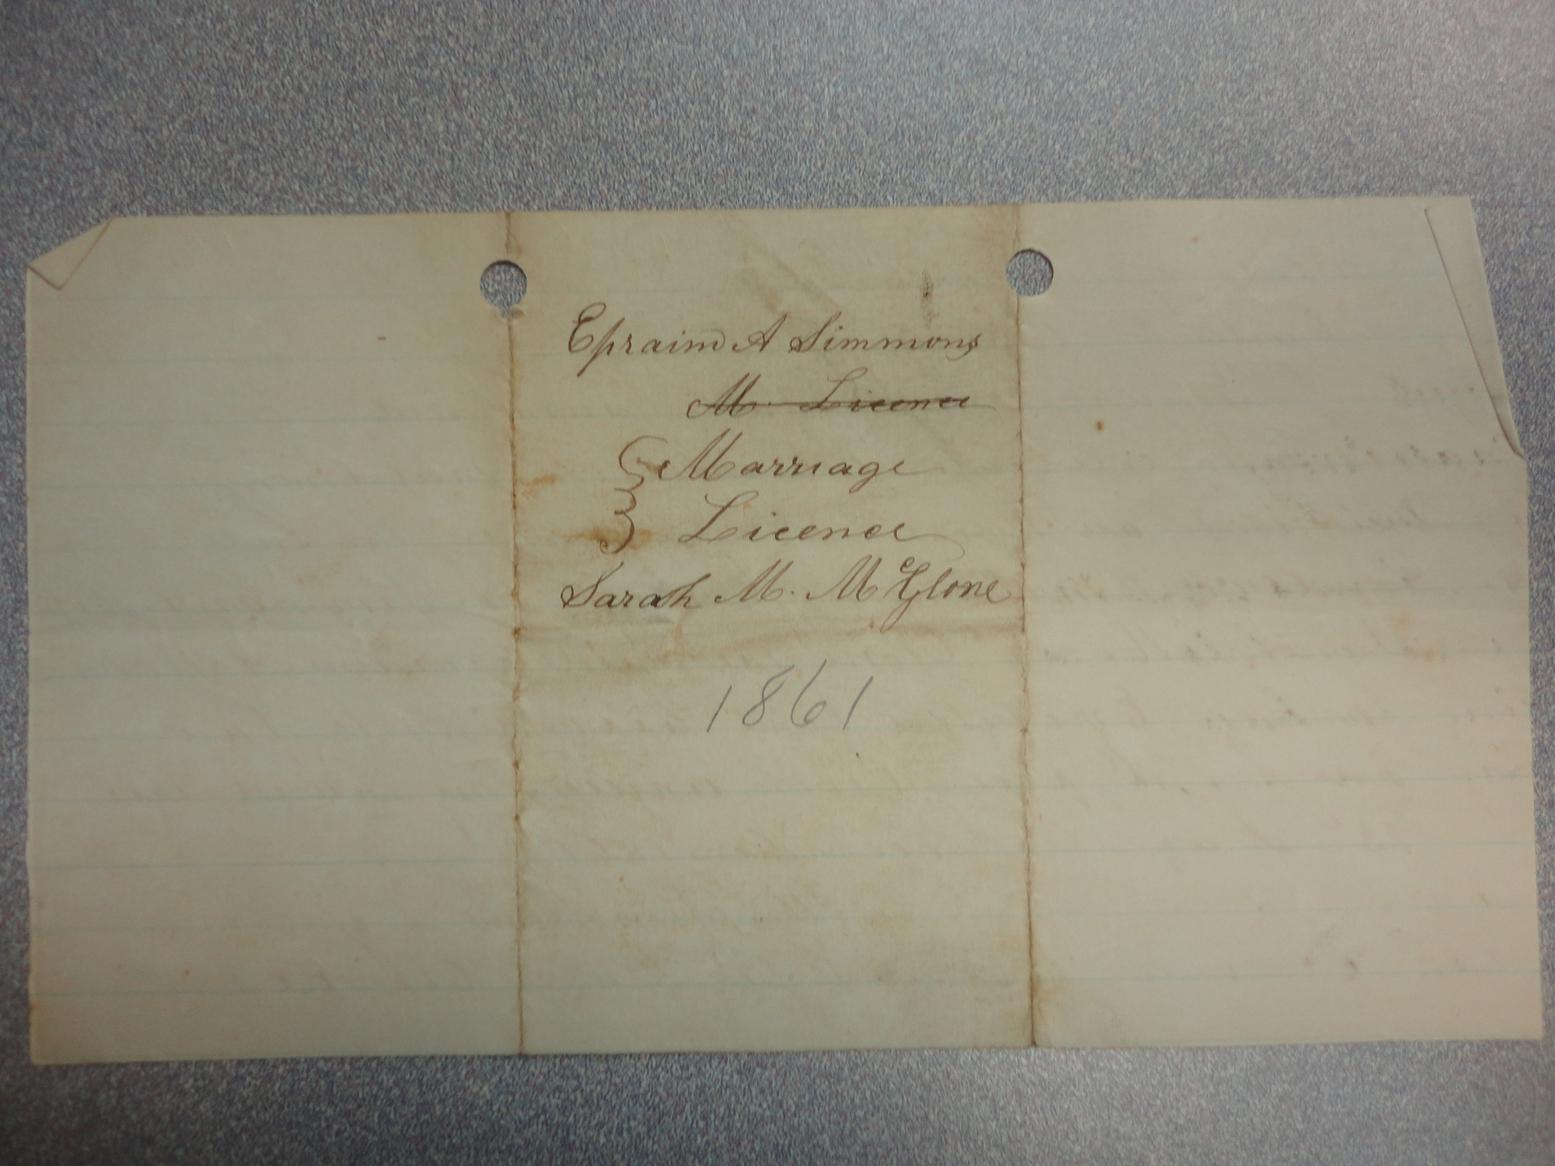 Epraim A Simmons
M. Licence
Marriage
Licence
Sarah M. McGlone
1861